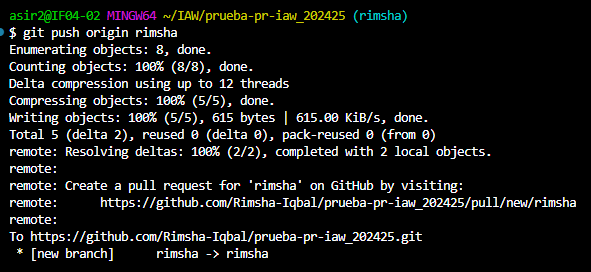 asir2@IF04-02 MINGW64 ~/IAW/prueba-pr-iaw_202425 (rimsha)
$ git push origin rimsha
Enumerating objects: 8, done.
Counting objects: 100% (8/8), done.
Delta compression using up to 12 threads
Compressing objects: 100% (5/5), done.
Writing objects: 100% (5/5), 615 bytes | 615.00 KiB/s, done.
Total 5 (delta 2), reused 0 (delta 0), pack-reused 0 (from 0)
remote: Resolving deltas: 100% (2/2), completed with 2 local objects.
remote:
remote: Create a pull request for 'rimsha' on GitHub by visiting:
remote:      https://github.com/Rimsha-Iqbal/prueba-pr-iaw_202425/pull/new/rimsha
remote:
To https://github.com/Rimsha-Iqbal/prueba-pr-iaw_202425.git
 * [new branch]      rimsha -> rimsha